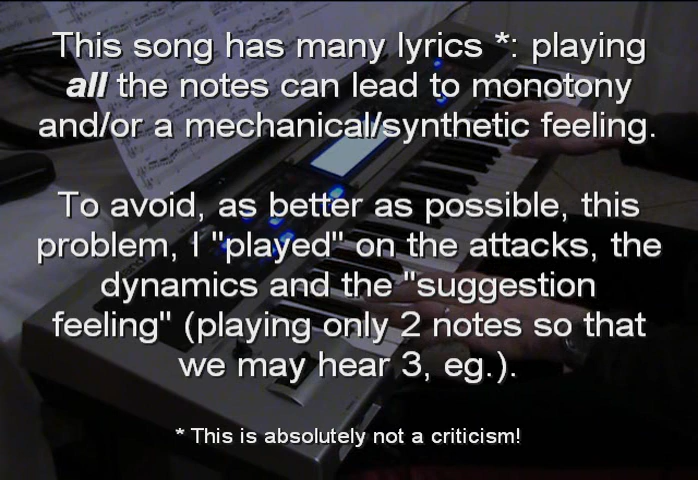 This song has many lyrics *: playing
all the notes can lead to monotony
and/or a mechanical/synthetic feeling.
To avoid, as better as possible, this
problem, I "played" on the attacks, the
dynamics and the "suggestion
feeling" (playing only 2 notes so that
we may hear 3, eg.).
* This is absolutely not a criticism!